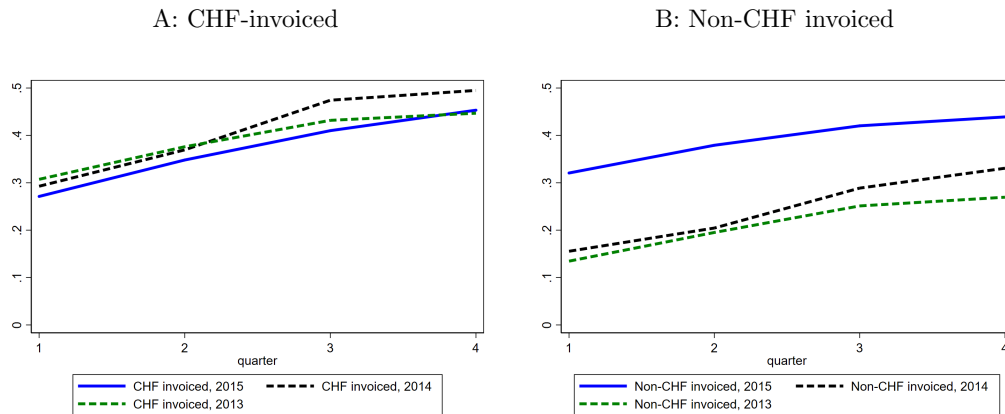 A: CHF-invoiced
.5
.4
.3
.2
.1
0
1 2 3 4
quarter
CHF invoiced, 2015 CHF invoiced, 2014
CHF invoiced, 2013
B: Non-CHF invoiced
.5
.4
.3
.2
.1
0
1 2 3 4
quarter
Non-CHF invoiced, 2015 Non-CHF invoiced, 2014
Non-CHF invoiced, 2013